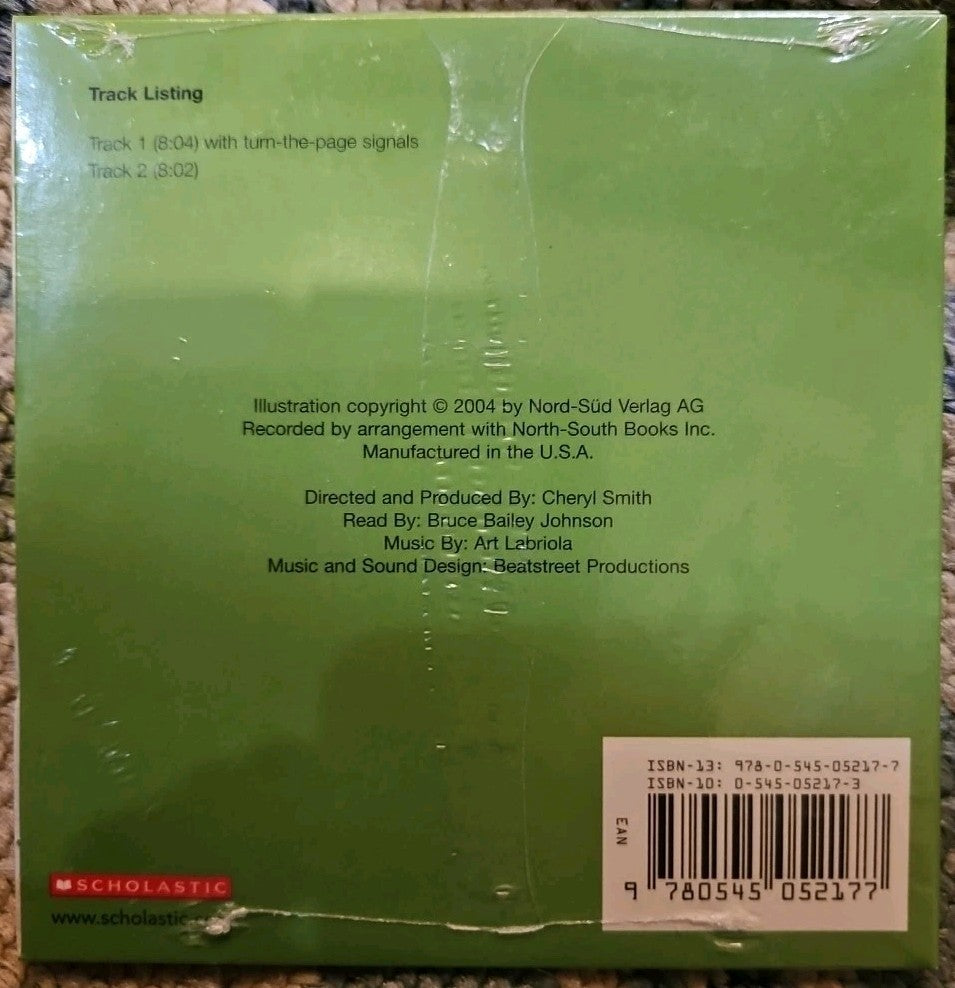 Track Listing
Track 1 (8:04) with turn-the-page signals
Track 2 (8:02)
Illustration copyright © 2004 by Nord-Süd Verlag AG
Recorded by arrangement with North-South Books Inc.
Manufactured in the U.S.A.
Directed and Produced By: Cheryl Smith
Read By: Bruce Bailey Johnson
Music By: Art Labriola
Music and Sound Design: Beatstreet Productions
ISBN-13: 978-0-545-05217-7
ISBN-10: 0-545-05217-3
EAN
9 780545 052177
SCHOLASTIC
www.scholastic.c